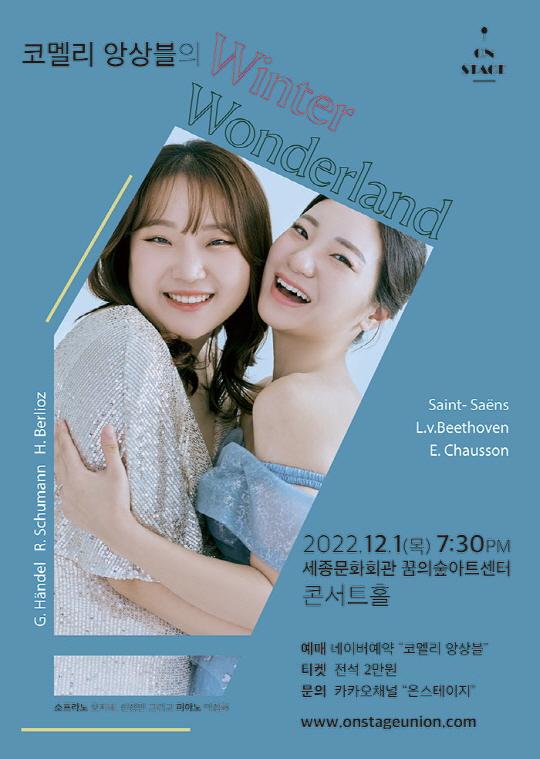 코멜리 앙상블의
Winter
Wonderland
ON
STAGE
Saint- Saëns
L.v.Beethoven
E. Chausson
G. Händel R. Schumann H. Berlioz
2022.12.1(목) 7:30PM
세종문화회관 꿈의숲아트센터
콘서트홀
예매 네이버예약 “코멜리 앙상블”
티켓 전석 2만원
문의 카카오채널 “온스테이지”
소프라노 그리고 피아노
www.onstageunion.com